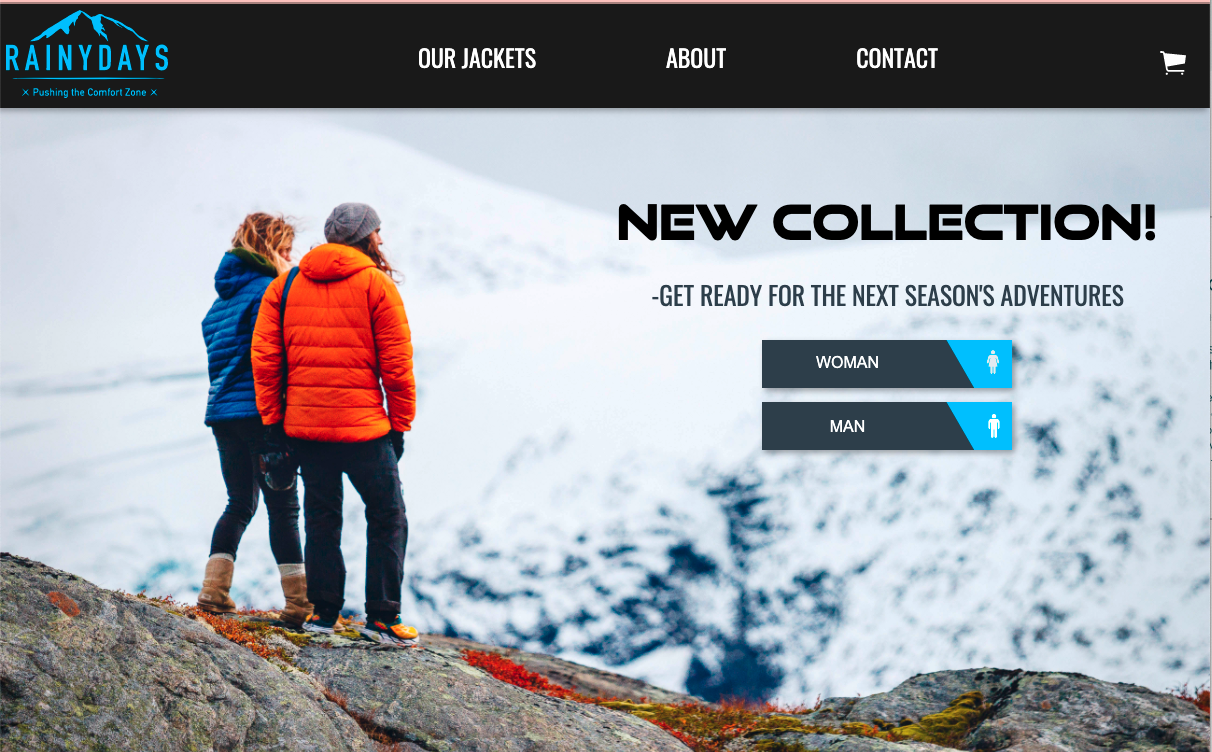 RAINYDAYS
× Pushing the Comfort Zone ×
OUR JACKETS
ABOUT
CONTACT
NEW COLLECTION!
-GET READY FOR THE NEXT SEASON'S ADVENTURES
WOMAN
MAN